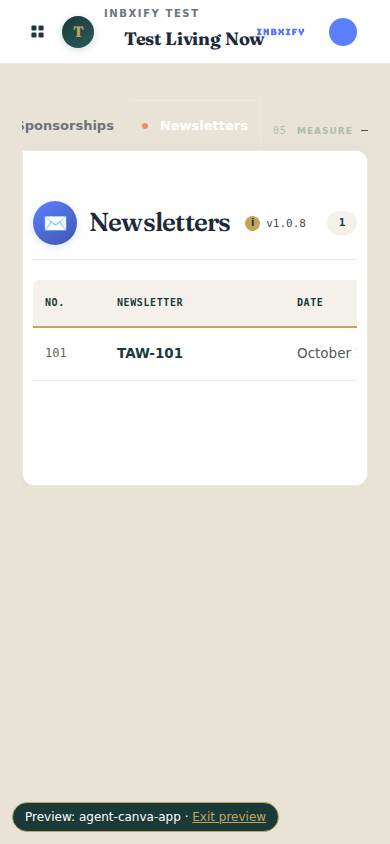 INBXIFY TEST
T
Test Living Now
INBXIFY
Sponsorships
Newsletters
05 MEASURE
Newsletters
i
v1.0.8
1
NO. NEWSLETTER DATE
101 TAW-101 October
Preview: agent-canva-app · Exit preview